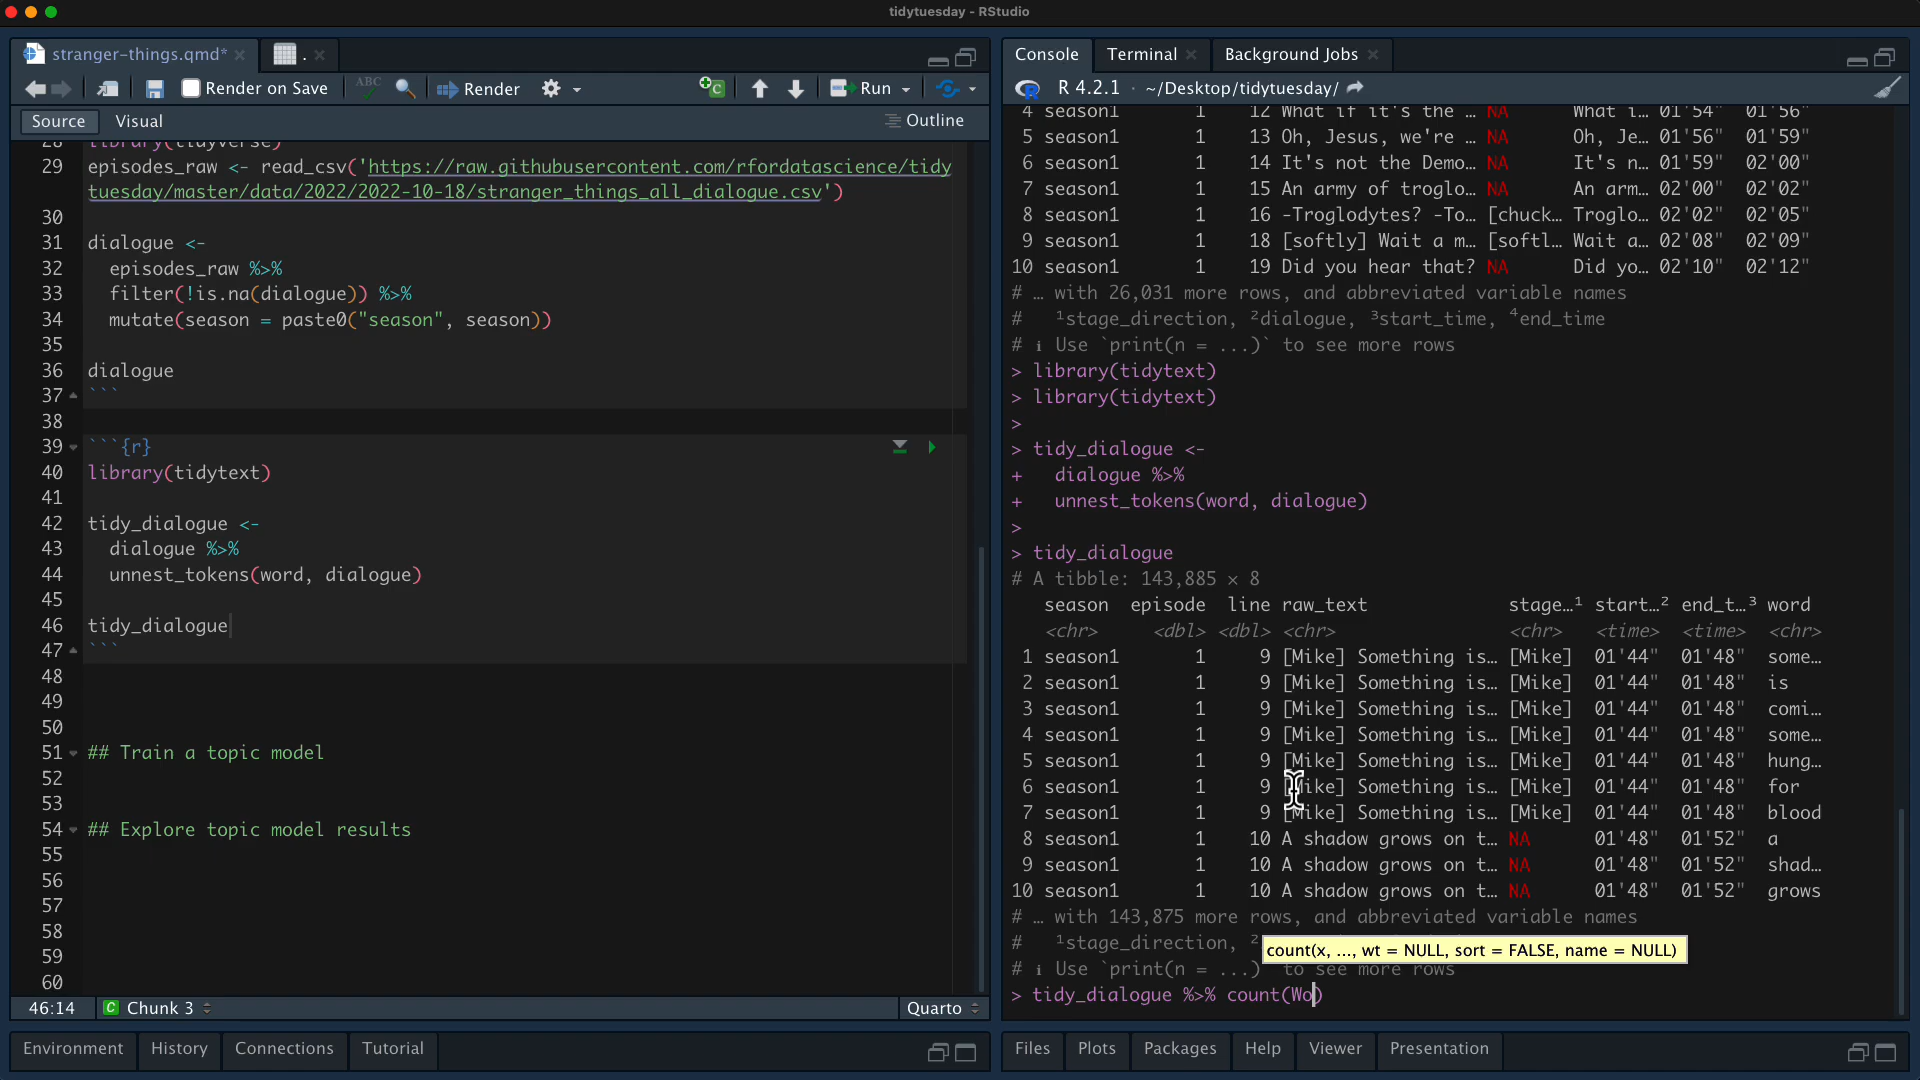 tidytuesday - RStudio
stranger-things.qmd*
.
Render on Save
ABC
Render
Run
Source
Visual
Outline
28 library(tidyverse)
29 episodes_raw <- read_csv('https://raw.githubusercontent.com/rfordatascience/tidy
tuesday/master/data/2022/2022-10-18/stranger_things_all_dialogue.csv')
30
31 dialogue <-
32 episodes_raw %>%
33 filter(!is.na(dialogue)) %>%
34 mutate(season = paste0("season", season))
35
36 dialogue
37 ```
38
39 ```{r}
40 library(tidytext)
41
42 tidy_dialogue <-
43 dialogue %>%
44 unnest_tokens(word, dialogue)
45
46 tidy_dialogue
47 ```
48
49
50
51 ## Train a topic model
52
53
54 ## Explore topic model results
55
56
57
58
59
60
46:14 C Chunk 3
Quarto
Environment
History
Connections
Tutorial
Console
Terminal
Background Jobs
R 4.2.1 · ~/Desktop/tidytuesday/
4 season1 1 12 What if it's the … NA What i… 01'54" 01'56"
5 season1 1 13 Oh, Jesus, we're … NA Oh, Je… 01'56" 01'59"
6 season1 1 14 It's not the Demo… NA It's n… 01'59" 02'00"
7 season1 1 15 An army of troglo… NA An arm… 02'00" 02'02"
8 season1 1 16 -Troglodytes? -To… [chuck… Troglo… 02'02" 02'05"
9 season1 1 18 [softly] Wait a m… [softl… Wait a… 02'08" 02'09"
10 season1 1 19 Did you hear that? NA Did yo… 02'10" 02'12"
# … with 26,031 more rows, and abbreviated variable names
# ¹stage_direction, ²dialogue, ³start_time, ⁴end_time
# ℹ Use `print(n = ...)` to see more rows
> library(tidytext)
> library(tidytext)
>
> tidy_dialogue <-
+ dialogue %>%
+ unnest_tokens(word, dialogue)
>
> tidy_dialogue
# A tibble: 143,885 × 8
season episode line raw_text stage…¹ start…² end_t…³ word
<chr> <dbl> <dbl> <chr> <chr> <time> <time> <chr>
1 season1 1 9 [Mike] Something is… [Mike] 01'44" 01'48" some…
2 season1 1 9 [Mike] Something is… [Mike] 01'44" 01'48" is
3 season1 1 9 [Mike] Something is… [Mike] 01'44" 01'48" comi…
4 season1 1 9 [Mike] Something is… [Mike] 01'44" 01'48" some…
5 season1 1 9 [Mike] Something is… [Mike] 01'44" 01'48" hung…
6 season1 1 9 [Mike] Something is… [Mike] 01'44" 01'48" for
7 season1 1 9 [Mike] Something is… [Mike] 01'44" 01'48" blood
8 season1 1 10 A shadow grows on t… NA 01'48" 01'52" a
9 season1 1 10 A shadow grows on t… NA 01'48" 01'52" shad…
10 season1 1 10 A shadow grows on t… NA 01'48" 01'52" grows
# … with 143,875 more rows, and abbreviated variable names
# ¹stage_direction, ²
count(x, ..., wt = NULL, sort = FALSE, name = NULL)
# ℹ Use `print(n = ...)` to see more rows
> tidy_dialogue %>% count(Wo)
Files
Plots
Packages
Help
Viewer
Presentation